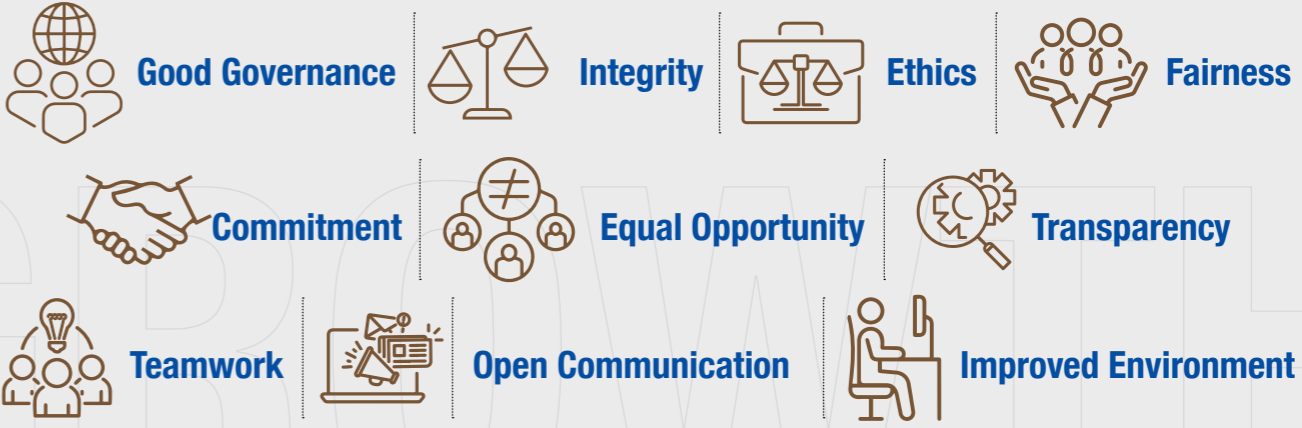 Good Governance
Integrity
Ethics
Fairness
Commitment
Equal Opportunity
Transparency
Teamwork
Open Communication
Improved Environment